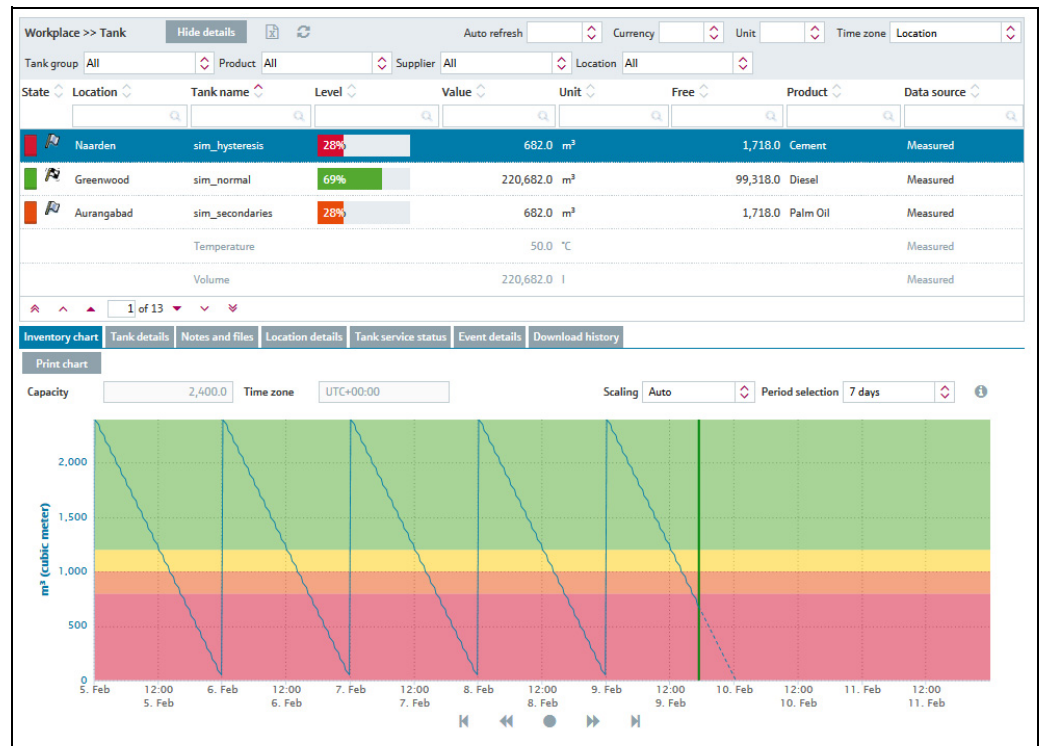 Workplace >> Tank Hide details Auto refresh Currency Unit Time zone Location
Tank group All Product All Supplier All Location All
State Location Tank name Level Value Unit Free Product Data source
Naarden sim_hysteresis 28% 682.0 m³ 1,718.0 Cement Measured
Greenwood sim_normal 69% 220,682.0 m³ 99,318.0 Diesel Measured
Aurangabad sim_secondaries 28% 682.0 m³ 1,718.0 Palm Oil Measured
Temperature 50.0 °C Measured
Volume 220,682.0 l Measured
1 of 13
Inventory chart Tank details Notes and files Location details Tank service status Event details Download history
Print chart
Capacity 2,400.0 Time zone UTC+00:00 Scaling Auto Period selection 7 days
m³ (cubic meter)
2,000
1,500
1,000
500
0
5. Feb 12:00 6. Feb 12:00 7. Feb 12:00 8. Feb 12:00 9. Feb 12:00 10. Feb 12:00 11. Feb 12:00
5. Feb 6. Feb 7. Feb 8. Feb 9. Feb 10. Feb 11. Feb